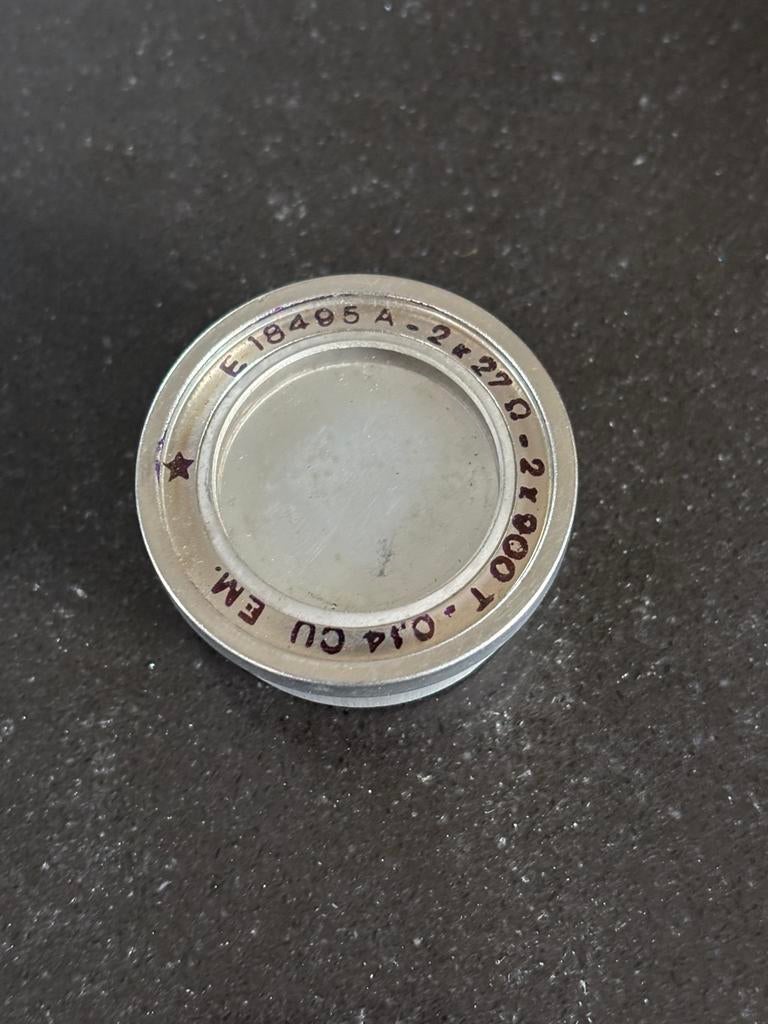 E 18495 A - 2 x 27 Ω - 2 x 900 T - 0,14 CU EM.